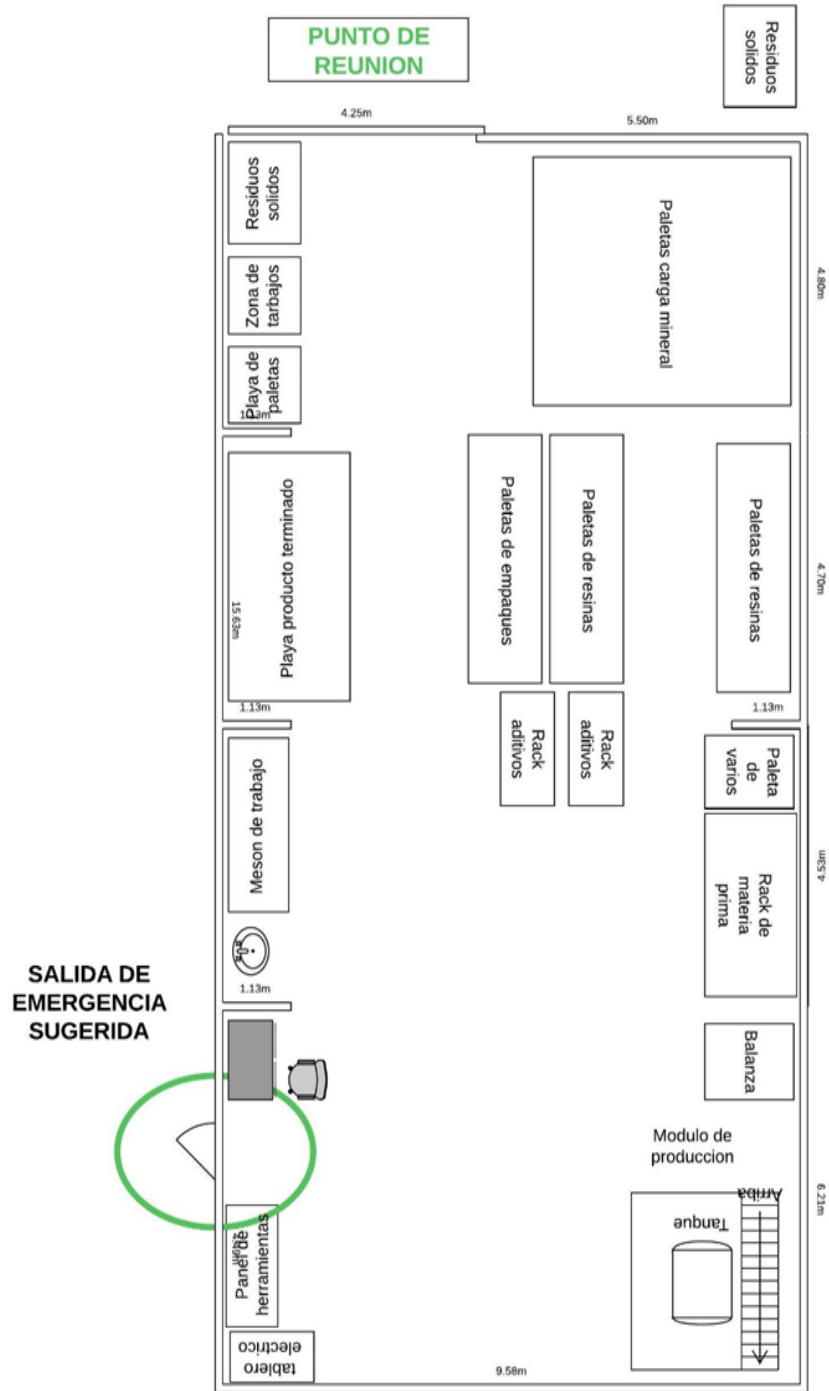 PUNTO DE
REUNION
Residuos
solidos
4.25m
5.50m
Residuos
solidos
Paletas carga mineral
4.80m
Zona de
tarbajos
Playa de
paletas
1.13m
Playa producto terminado
15.63m
Paletas de empaques
Paletas de resinas
Paletas de resinas
4.70m
1.13m
1.13m
Rack
aditivos
Rack
aditivos
Paleta
de
varios
Meson de trabajo
Rack de
materia
prima
4.53m
SALIDA DE
EMERGENCIA
SUGERIDA
1.13m
Balanza
Modulo de
produccion
6.21m
Arriba
Tanque
Panel de
herramientas
tablero
electrico
9.58m